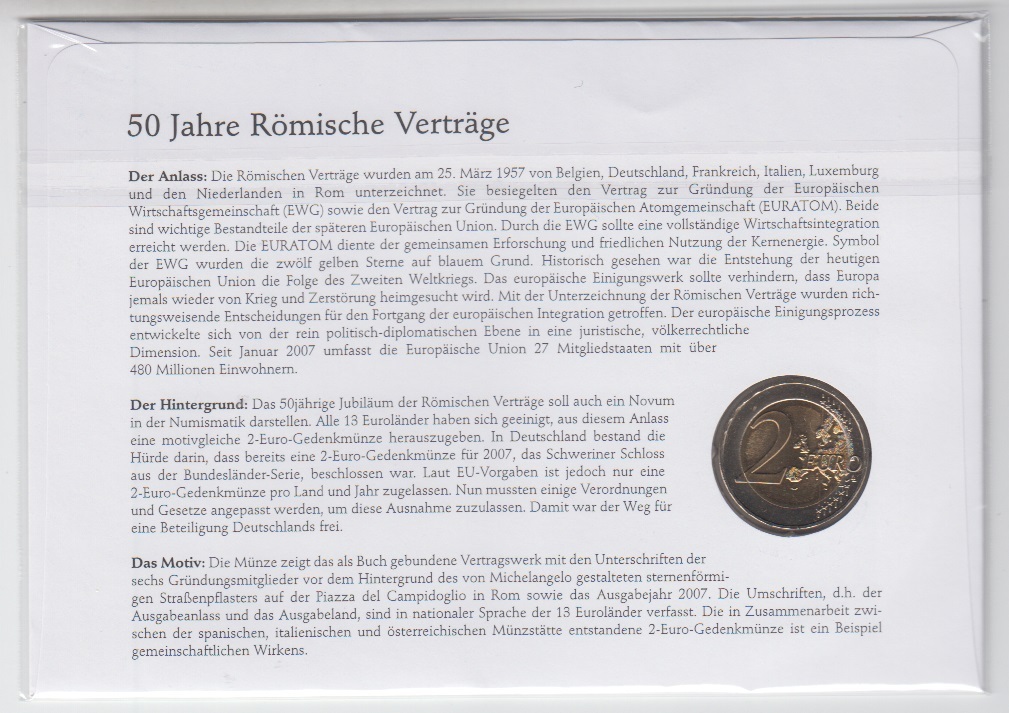 50 Jahre Römische Verträge
Der Anlass: Die Römischen Verträge wurden am 25. März 1957 von Belgien, Deutschland, Frankreich, Italien, Luxemburg
und den Niederlanden in Rom unterzeichnet. Sie besiegelten den Vertrag zur Gründung der Europäischen
Wirtschaftsgemeinschaft (EWG) sowie den Vertrag zur Gründung der Europäischen Atomgemeinschaft (EURATOM). Beide
sind wichtige Bestandteile der späteren Europäischen Union. Durch die EWG sollte eine vollständige Wirtschaftsintegration
erreicht werden. Die EURATOM diente der gemeinsamen Erforschung und friedlichen Nutzung der Kernenergie. Symbol
der EWG wurden die zwölf gelben Sterne auf blauem Grund. Historisch gesehen war die Entstehung der heutigen
Europäischen Union die Folge des Zweiten Weltkriegs. Das europäische Einigungswerk sollte verhindern, dass Europa
jemals wieder von Krieg und Zerstörung heimgesucht wird. Mit der Unterzeichnung der Römischen Verträge wurden rich-
tungsweisende Entscheidungen für den Fortgang der europäischen Integration getroffen. Der europäische Einigungsprozess
entwickelte sich von der rein politisch-diplomatischen Ebene in eine juristische, völkerrechtliche
Dimension. Seit Januar 2007 umfasst die Europäische Union 27 Mitgliedstaaten mit über
480 Millionen Einwohnern.
Der Hintergrund: Das 50jährige Jubiläum der Römischen Verträge soll auch ein Novum
in der Numismatik darstellen. Alle 13 Euroländer haben sich geeinigt, aus diesem Anlass
eine motivgleiche 2-Euro-Gedenkmünze herauszugeben. In Deutschland bestand die
Hürde darin, dass bereits eine 2-Euro-Gedenkmünze für 2007, das Schweriner Schloss
aus der Bundesländer-Serie, beschlossen war. Laut EU-Vorgaben ist jedoch nur eine
2-Euro-Gedenkmünze pro Land und Jahr zugelassen. Nun mussten einige Verordnungen
und Gesetze angepasst werden, um diese Ausnahme zuzulassen. Damit war der Weg für
eine Beteiligung Deutschlands frei.
2 EURO
Das Motiv: Die Münze zeigt das als Buch gebundene Vertragswerk mit den Unterschriften der
sechs Gründungsmitglieder vor dem Hintergrund des von Michelangelo gestalteten sternenförmi-
gen Straßenpflasters auf der Piazza del Campidoglio in Rom sowie das Ausgabejahr 2007. Die Umschriften, d.h. der
Ausgabeanlass und das Ausgabeland, sind in nationaler Sprache der 13 Euroländer verfasst. Die in Zusammenarbeit zwi-
schen der spanischen, italienischen und österreichischen Münzstätte entstandene 2-Euro-Gedenkmünze ist ein Beispiel
gemeinschaftlichen Wirkens.